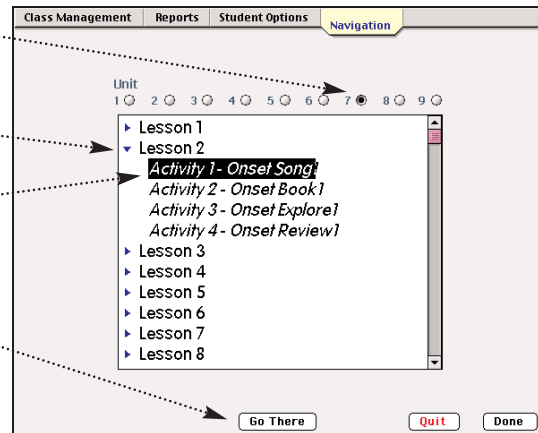 Class Management Reports Student Options Navigation
Unit
1 2 3 4 5 6 7 8 9
Lesson 1
Lesson 2
Activity 1 - Onset Song1
Activity 2 - Onset Book1
Activity 3 - Onset Explore1
Activity 4 - Onset Review1
Lesson 3
Lesson 4
Lesson 5
Lesson 6
Lesson 7
Lesson 8
Go There Quit Done